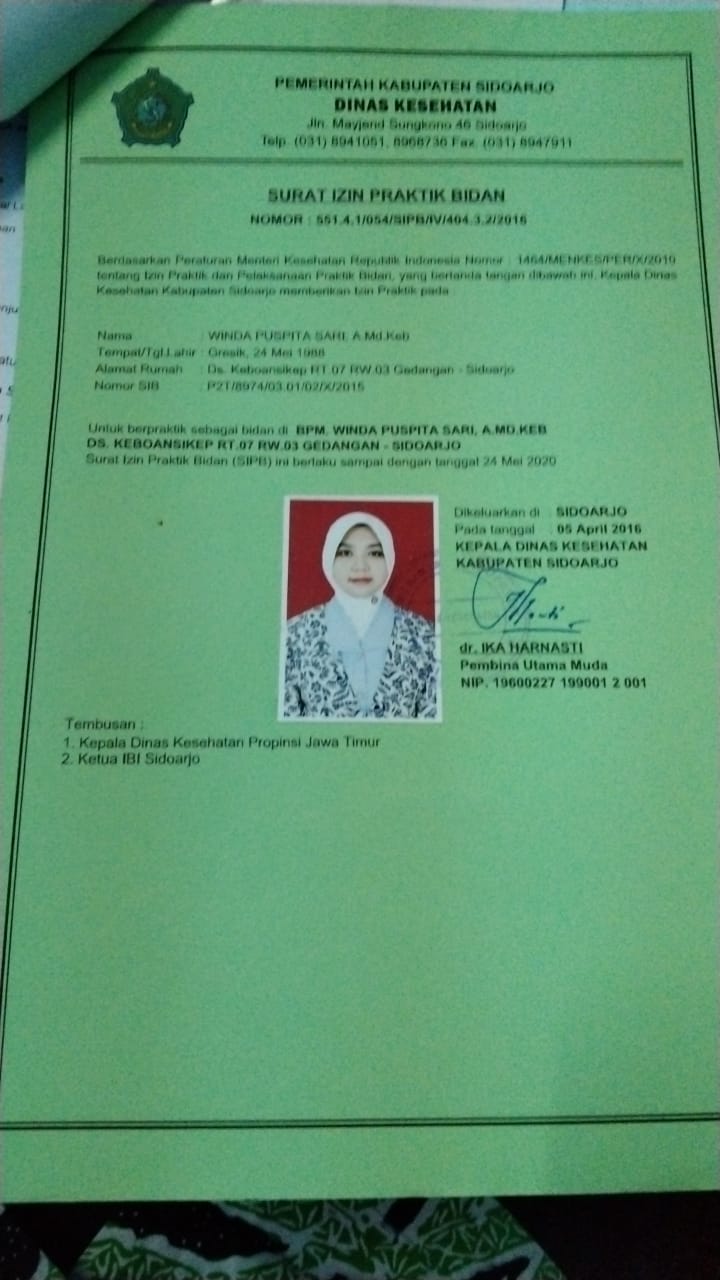 PEMERINTAH KABUPATEN SIDOARJO
DINAS KESEHATAN
Jln. Mayjend Sungkono 46 Sidoarjo
Telp. (031) 8941051, 8968736 Fax. (031) 8947911
SURAT IZIN PRAKTIK BIDAN
NOMOR : 551.4.1/054/SIPB/IV/404.3.2/2016
Berdasarkan Peraturan Menteri Kesehatan Republik Indonesia Nomor : 1464/MENKES/PER/X/2010
tentang Izin Praktik dan Pelaksanaan Praktik Bidan, yang bertanda tangan dibawah ini, Kepala Dinas
Kesehatan Kabupaten Sidoarjo memberikan Izin Praktik pada
Nama : WINDA PUSPITA SARI, A.Md.Keb
Tempat/Tgl.Lahir : Gresik, 24 Mei 1988
Alamat Rumah : Ds. Keboansikep RT.07 RW.03 Gedangan - Sidoarjo
Nomor SIB : P2T/8974/03.01/02/X/2015
Untuk berpraktik sebagai bidan di BPM. WINDA PUSPITA SARI, A.MD.KEB
DS. KEBOANSIKEP RT.07 RW.03 GEDANGAN - SIDOARJO
Surat Izin Praktik Bidan (SIPB) ini berlaku sampai dengan tanggal 24 Mei 2020
Dikeluarkan di : SIDOARJO
Pada tanggal : 05 April 2016
KEPALA DINAS KESEHATAN
KABUPATEN SIDOARJO
dr. IKA HARNASTI
Pembina Utama Muda
NIP. 19600227 199001 2 001
Tembusan :
1. Kepala Dinas Kesehatan Propinsi Jawa Timur
2. Ketua IBI Sidoarjo